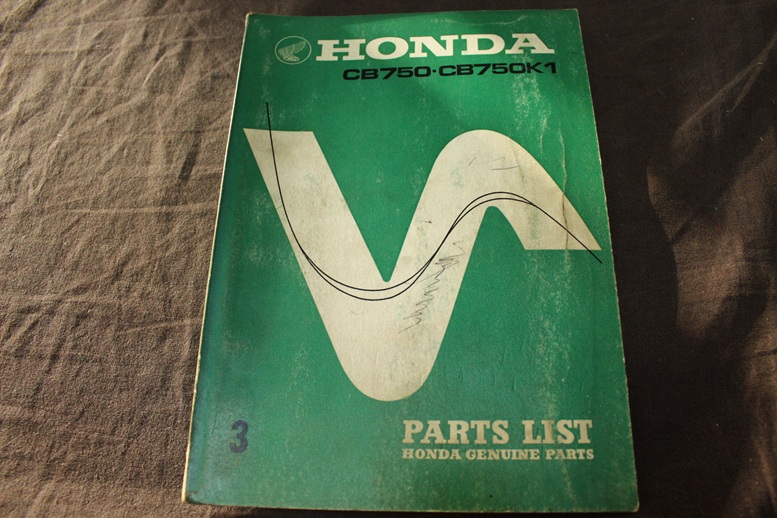 HONDA
CB750·CB750K1
3
PARTS LIST
HONDA GENUINE PARTS